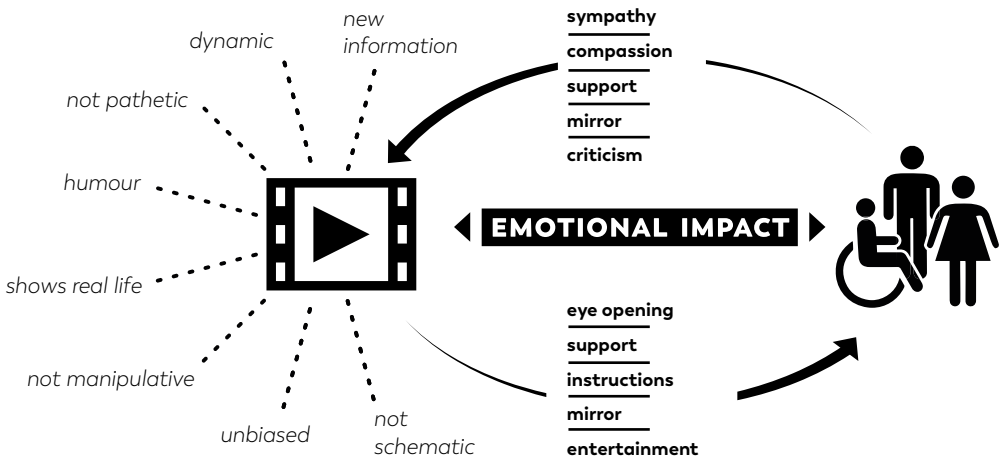 new
information
dynamic
not pathetic
humour
shows real life
not manipulative
unbiased
not
schematic
sympathy
compassion
support
mirror
criticism
EMOTIONAL IMPACT
eye opening
support
instructions
mirror
entertainment